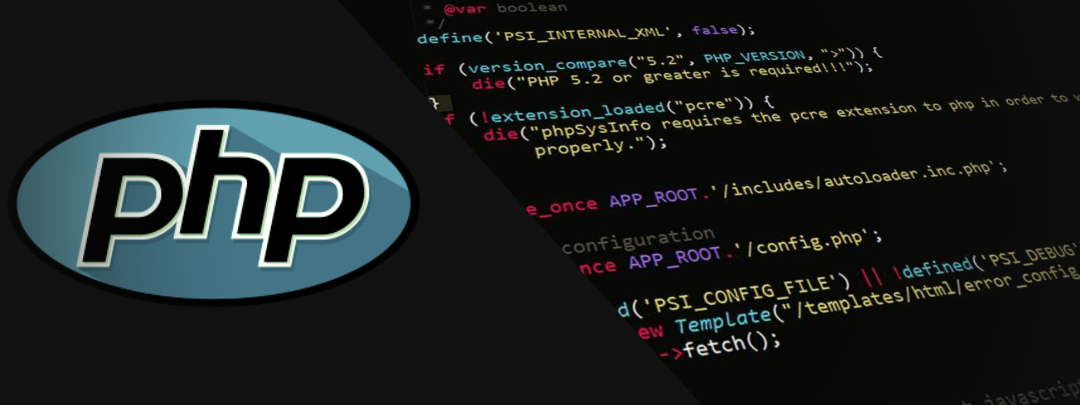 php
* @var boolean
*/
define('PSI_INTERNAL_XML', false);
if (version_compare("5.2", PHP_VERSION, ">")) {
die("PHP 5.2 or greater is required!!!");
}
f (!extension_loaded("pcre")) {
die("phpSysInfo requires the pcre extension to php in order to
properly.");
e_once APP_ROOT.'/includes/autoloader.inc.php';
configuration
nce APP_ROOT.'/config.php';
d('PSI_CONFIG_FILE') || !defined('PSI_DEBUG'
ew Template("/templates/html/error_config
->fetch();
javascript